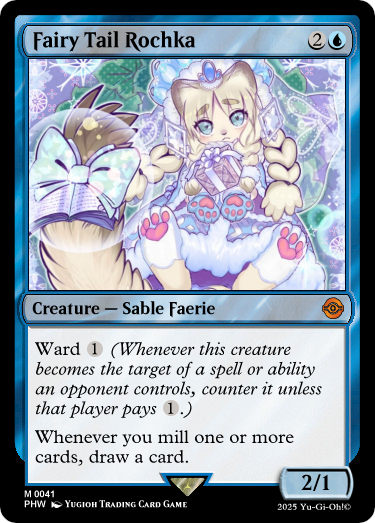 Fairy Tail Rochka 2
Creature — Sable Faerie
Ward 1 (Whenever this creature
becomes the target of a spell or ability
an opponent controls, counter it unless
that player pays 1.)
Whenever you mill one or more
cards, draw a card.
2/1
M 0041
PHW Yugioh Trading Card Game
2025 Yu-Gi-Oh!©